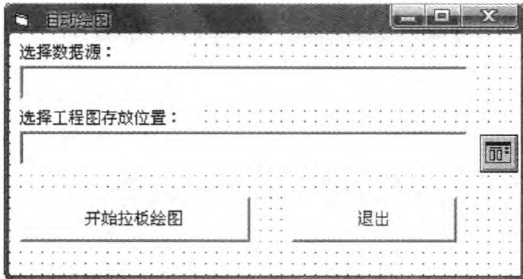 自动绘图
选择数据源：
选择工程图存放位置：
开始拉板绘图
退出